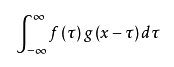 ∫_{-∞}^{∞} f(τ) g(x − τ) dτ